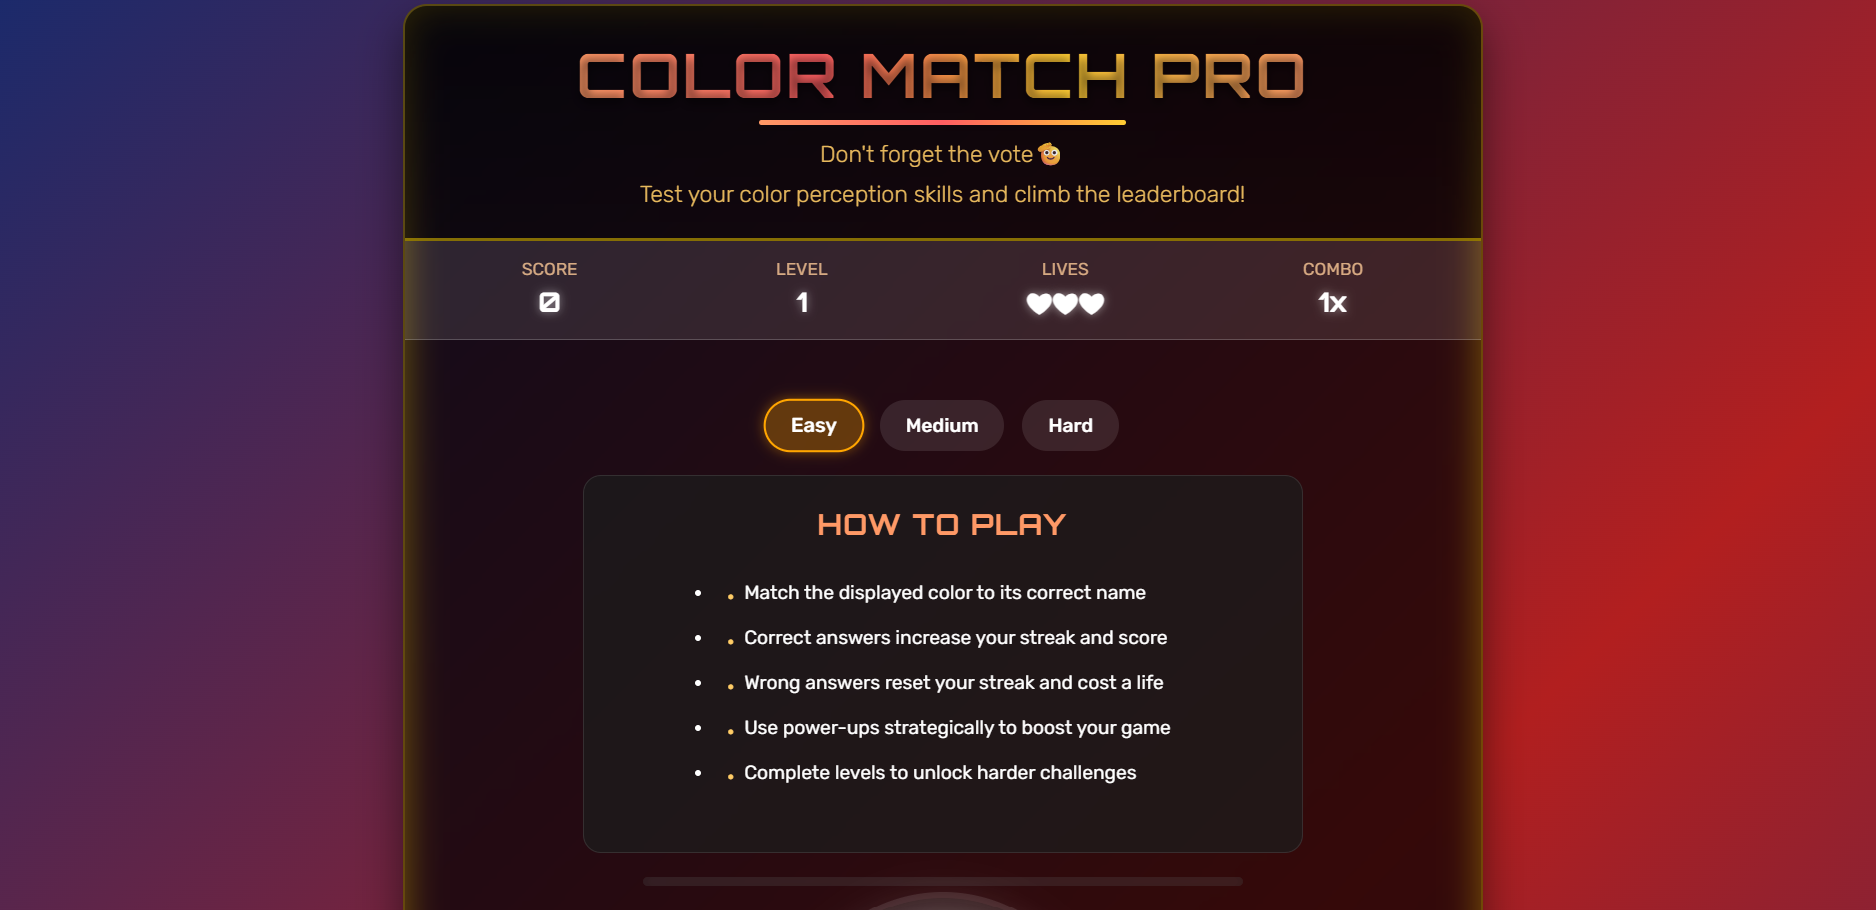 COLOR MATCH PRO
Don't forget the vote 🫡
Test your color perception skills and climb the leaderboard!
SCORE LEVEL LIVES COMBO
0 1 🤍🤍🤍 1x
Easy Medium Hard
HOW TO PLAY
• • Match the displayed color to its correct name
• • Correct answers increase your streak and score
• • Wrong answers reset your streak and cost a life
• • Use power-ups strategically to boost your game
• • Complete levels to unlock harder challenges